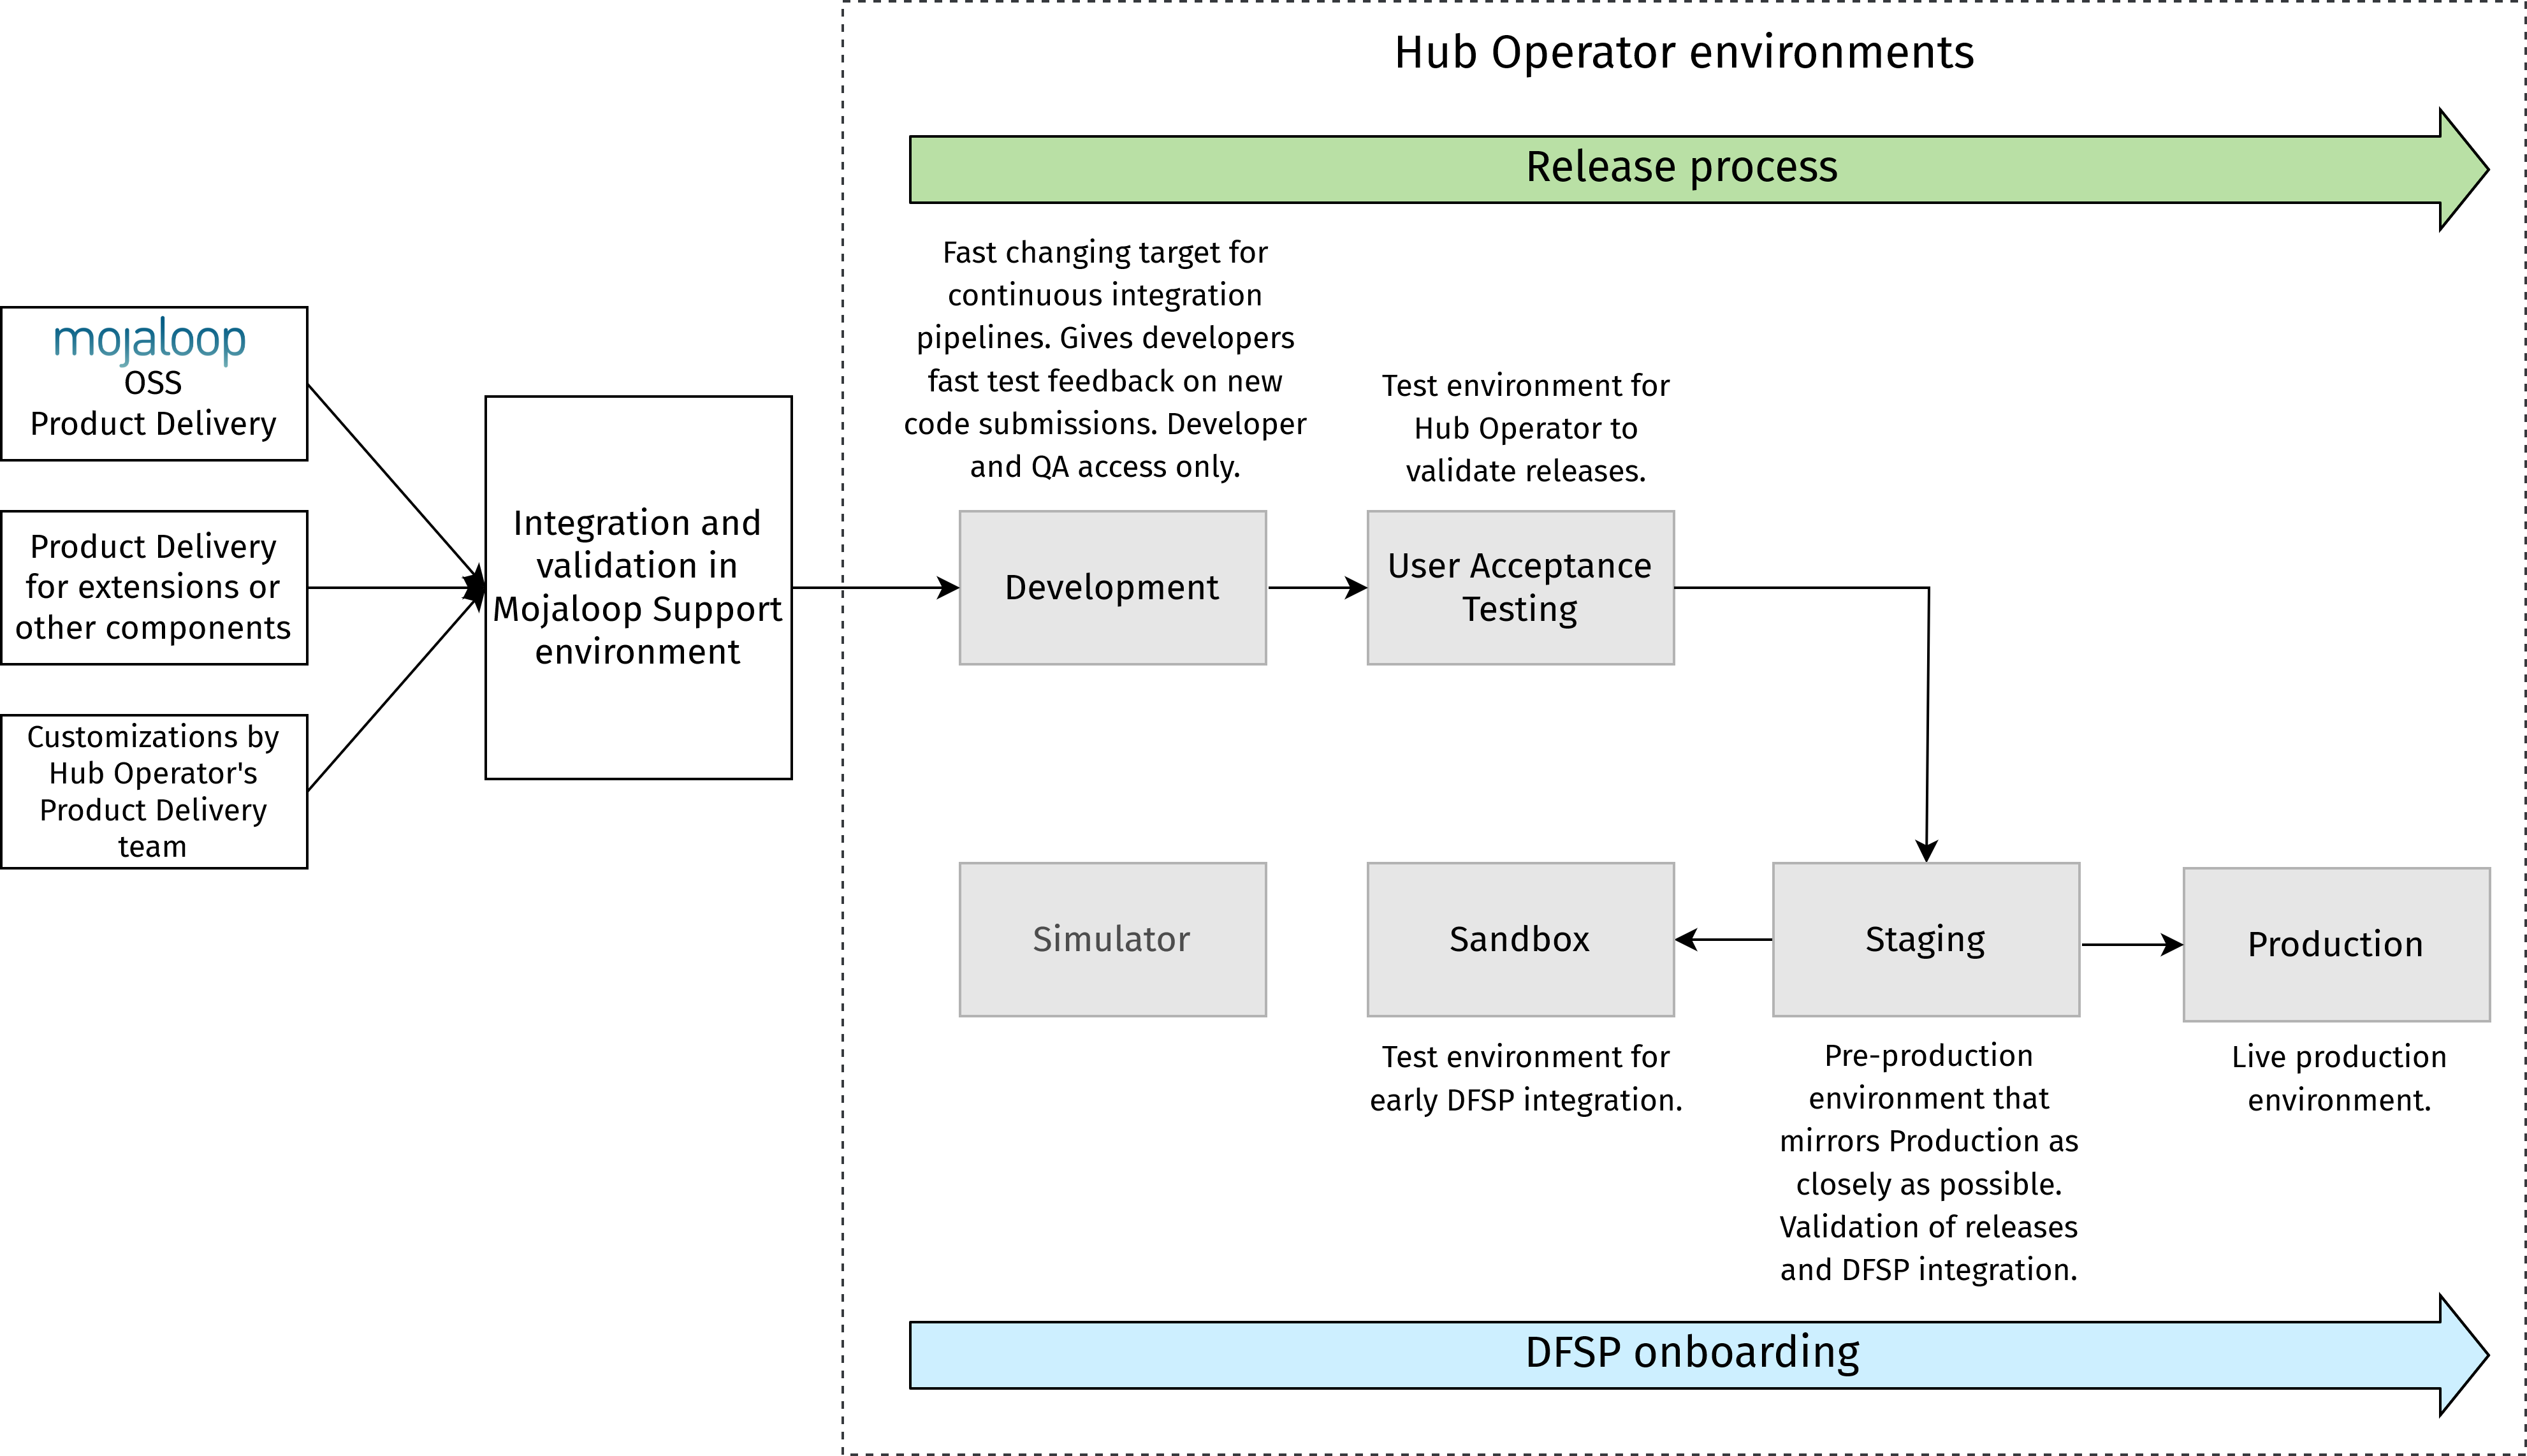 Hub Operator environments
Release process
Fast changing target for
continuous integration
pipelines. Gives developers
fast test feedback on new
code submissions. Developer
and QA access only.
Test environment for
Hub Operator to
validate releases.
mojaloop
OSS
Product Delivery
Product Delivery
for extensions or
other components
Customizations by
Hub Operator's
Product Delivery
team
Integration and
validation in
Mojaloop Support
environment
Development
User Acceptance
Testing
Simulator
Sandbox
Staging
Production
Test environment for
early DFSP integration.
Pre-production
environment that
mirrors Production as
closely as possible.
Validation of releases
and DFSP integration.
Live production
environment.
DFSP onboarding